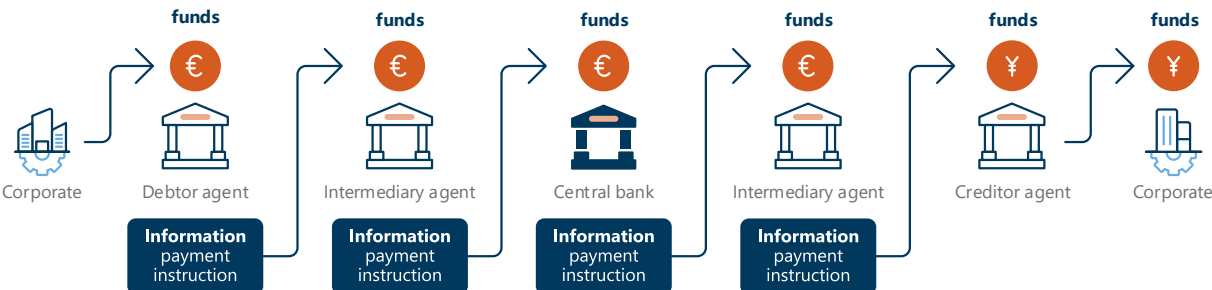 funds
funds
funds
funds
funds
funds
€
€
€
€
¥
¥
Corporate
Debtor agent
Intermediary agent
Central bank
Intermediary agent
Creditor agent
Corporate
Information
payment
instruction
Information
payment
instruction
Information
payment
instruction
Information
payment
instruction